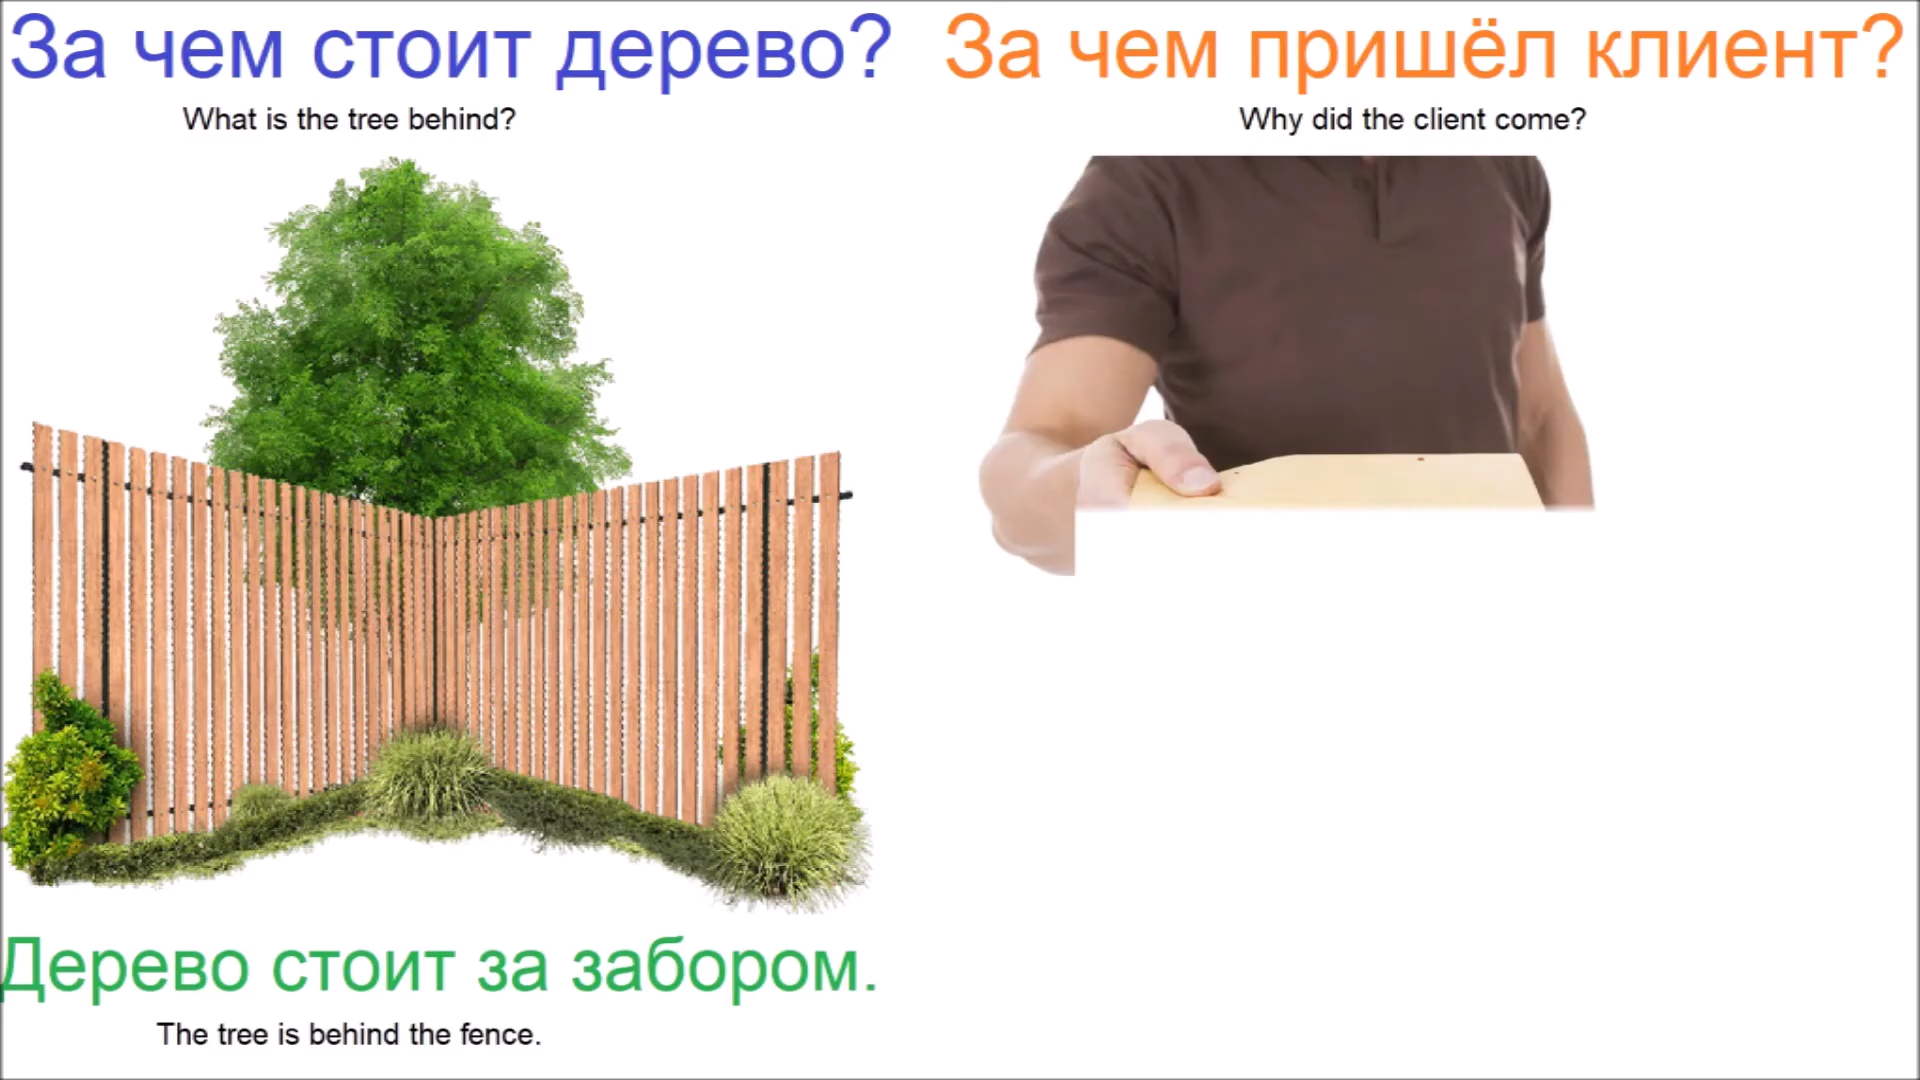 За чем стоит дерево?
What is the tree behind?
За чем пришёл клиент?
Why did the client come?
Дерево стоит за забором.
The tree is behind the fence.